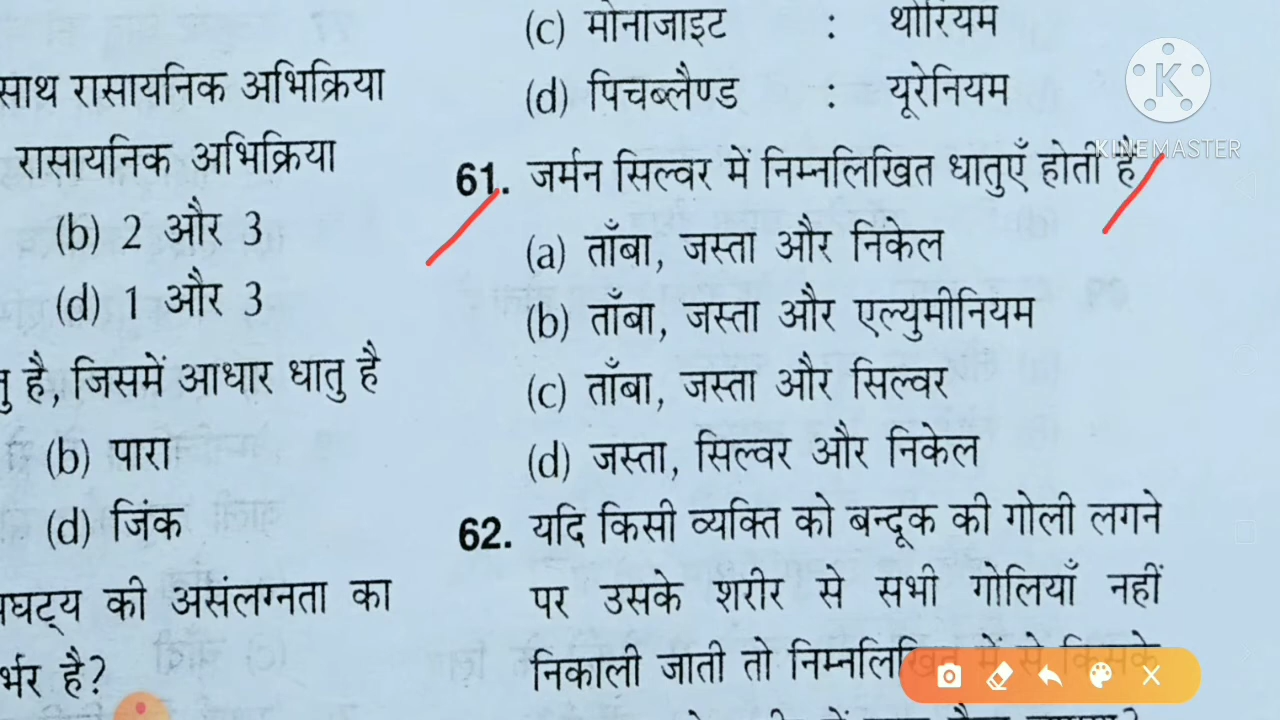 साथ रासायनिक अभिक्रिया
रासायनिक अभिक्रिया
(b) 2 और 3
(d) 1 और 3
है, जिसमें आधार धातु है
(b) पारा
(d) जिंक
की असंलग्नता का
है?
(c) मोनाजाइट : थोरियम
(d) पिचब्लैण्ड : यूरेनियम
61. जर्मन सिल्वर में निम्नलिखित धातुएँ होती हैं
(a) ताँबा, जस्ता और निकेल
(b) ताँबा, जस्ता और एल्युमीनियम
(c) ताँबा, जस्ता और सिल्वर
(d) जस्ता, सिल्वर और निकेल
62. यदि किसी व्यक्ति को बन्दूक की गोली लगने
पर उसके शरीर से सभी गोलियाँ नहीं
निकाली जाती तो निम्नलिखित में से किसके
K
KINEMASTER